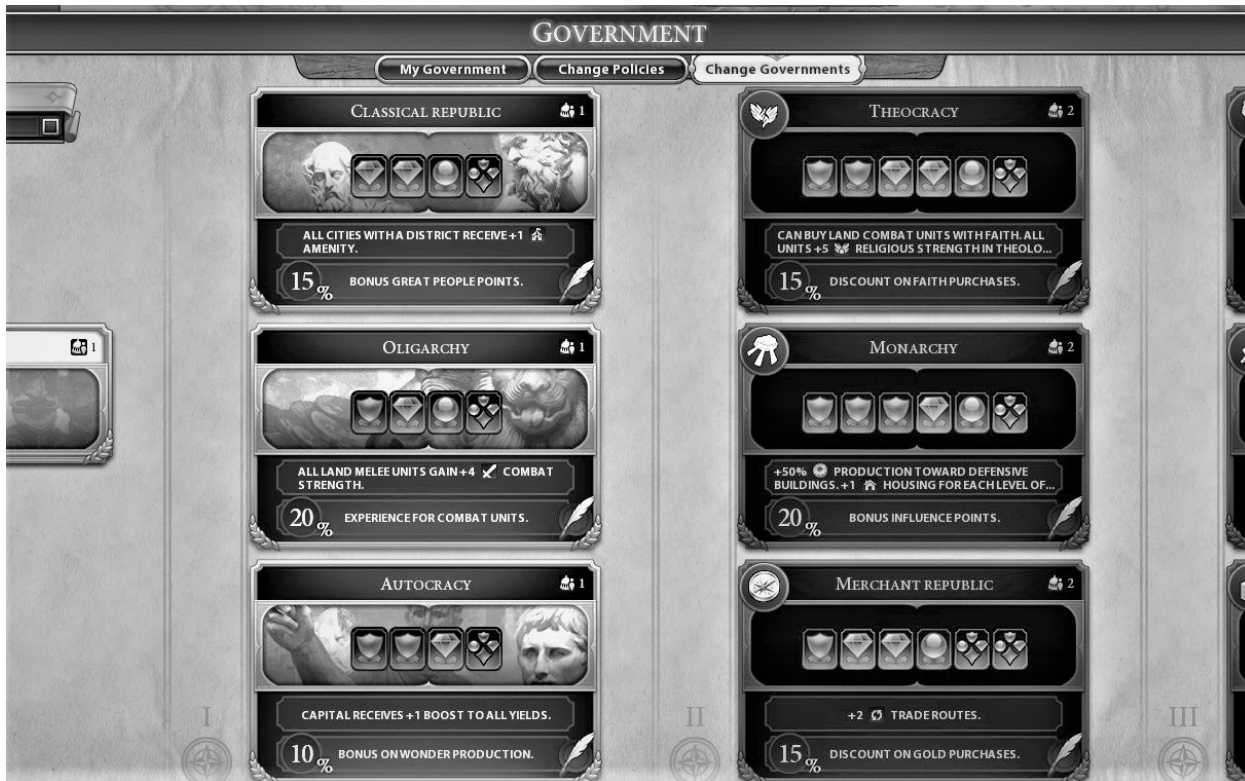 GOVERNMENT
My Government
Change Policies
Change Governments
1
CLASSICAL REPUBLIC
1
ALL CITIES WITH A DISTRICT RECEIVE +1
AMENITY.
15%
BONUS GREAT PEOPLE POINTS.
OLIGARCHY
1
ALL LAND MELEE UNITS GAIN +4 COMBAT
STRENGTH.
20%
EXPERIENCE FOR COMBAT UNITS.
AUTOCRACY
1
CAPITAL RECEIVES +1 BOOST TO ALL YIELDS.
10%
BONUS ON WONDER PRODUCTION.
I
THEOCRACY
2
CAN BUY LAND COMBAT UNITS WITH FAITH. ALL
UNITS +5 RELIGIOUS STRENGTH IN THEOLO...
15%
DISCOUNT ON FAITH PURCHASES.
MONARCHY
2
+50% PRODUCTION TOWARD DEFENSIVE
BUILDINGS. +1 HOUSING FOR EACH LEVEL OF...
20%
BONUS INFLUENCE POINTS.
MERCHANT REPUBLIC
2
+2 TRADE ROUTES.
15%
DISCOUNT ON GOLD PURCHASES.
II
III